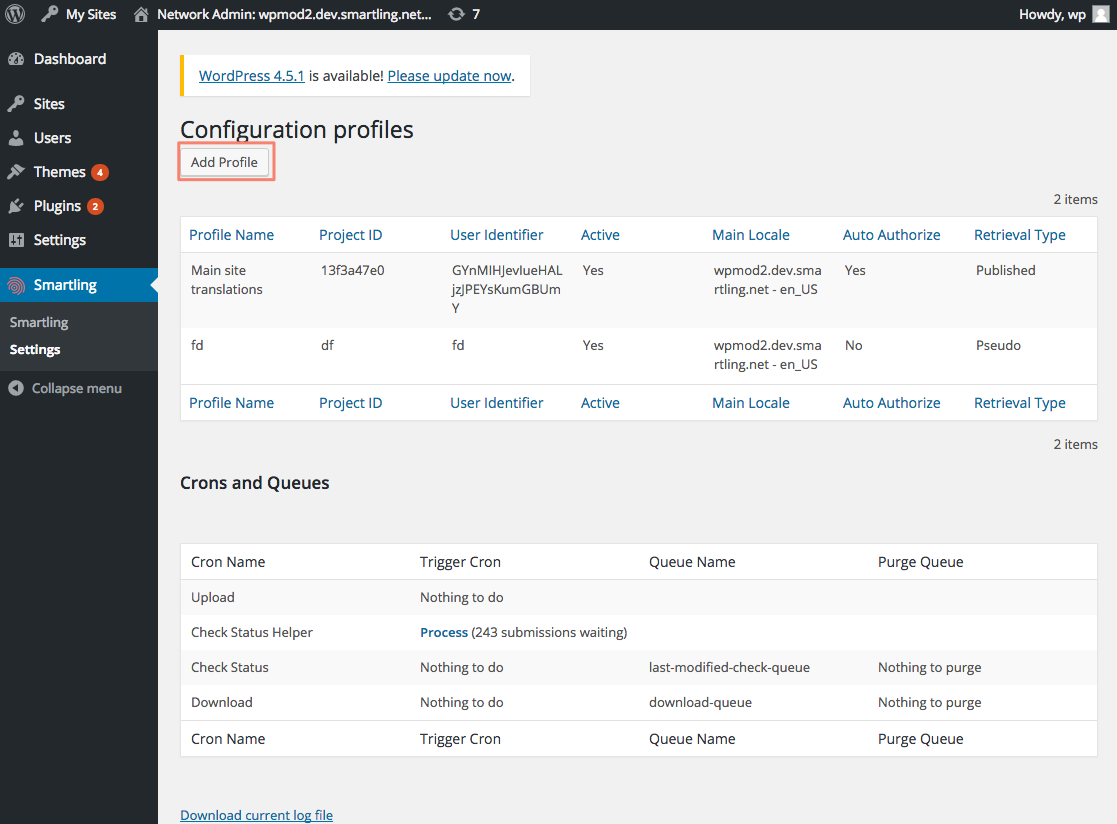 My Sites Network Admin: wpmod2.dev.smartling.net... 7 Howdy, wp
Dashboard
Sites
Users
Themes 4
Plugins 2
Settings
Smartling
Smartling
Settings
Collapse menu
WordPress 4.5.1 is available! Please update now.
Configuration profiles
Add Profile
2 items
Profile Name Project ID User Identifier Active Main Locale Auto Authorize Retrieval Type
Main site 13f3a47e0 GYnMIHJevIueHAL Yes wpmod2.dev.sma Yes Published
translations jzJPEYsKumGBUm rtling.net - en_US
Y
fd df fd Yes wpmod2.dev.sma No Pseudo
rtling.net - en_US
Profile Name Project ID User Identifier Active Main Locale Auto Authorize Retrieval Type
2 items
Crons and Queues
Cron Name Trigger Cron Queue Name Purge Queue
Upload Nothing to do
Check Status Helper Process (243 submissions waiting)
Check Status Nothing to do last-modified-check-queue Nothing to purge
Download Nothing to do download-queue Nothing to purge
Cron Name Trigger Cron Queue Name Purge Queue
Download current log file